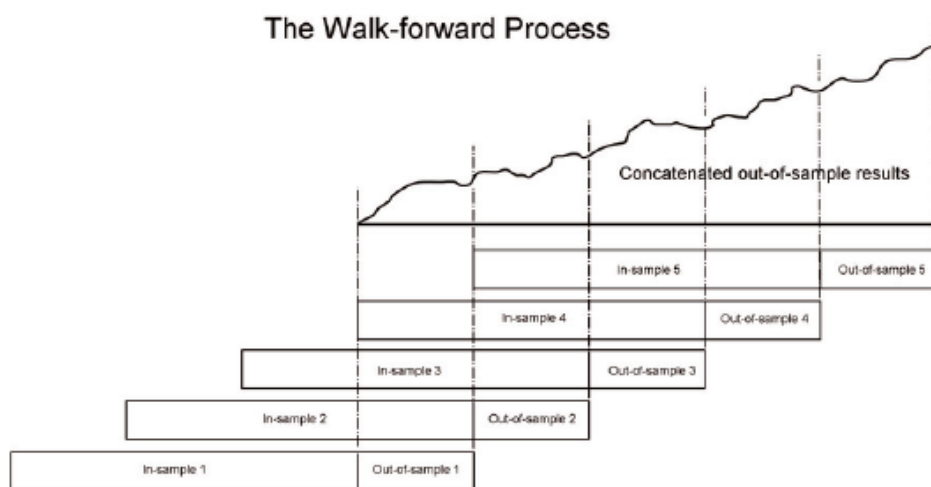 The Walk-forward Process
Concatenated out-of-sample results
In-sample 5 Out-of-sample 5
In-sample 4 Out-of-sample 4
In-sample 3 Out-of-sample 3
In-sample 2 Out-of-sample 2
In-sample 1 Out-of-sample 1